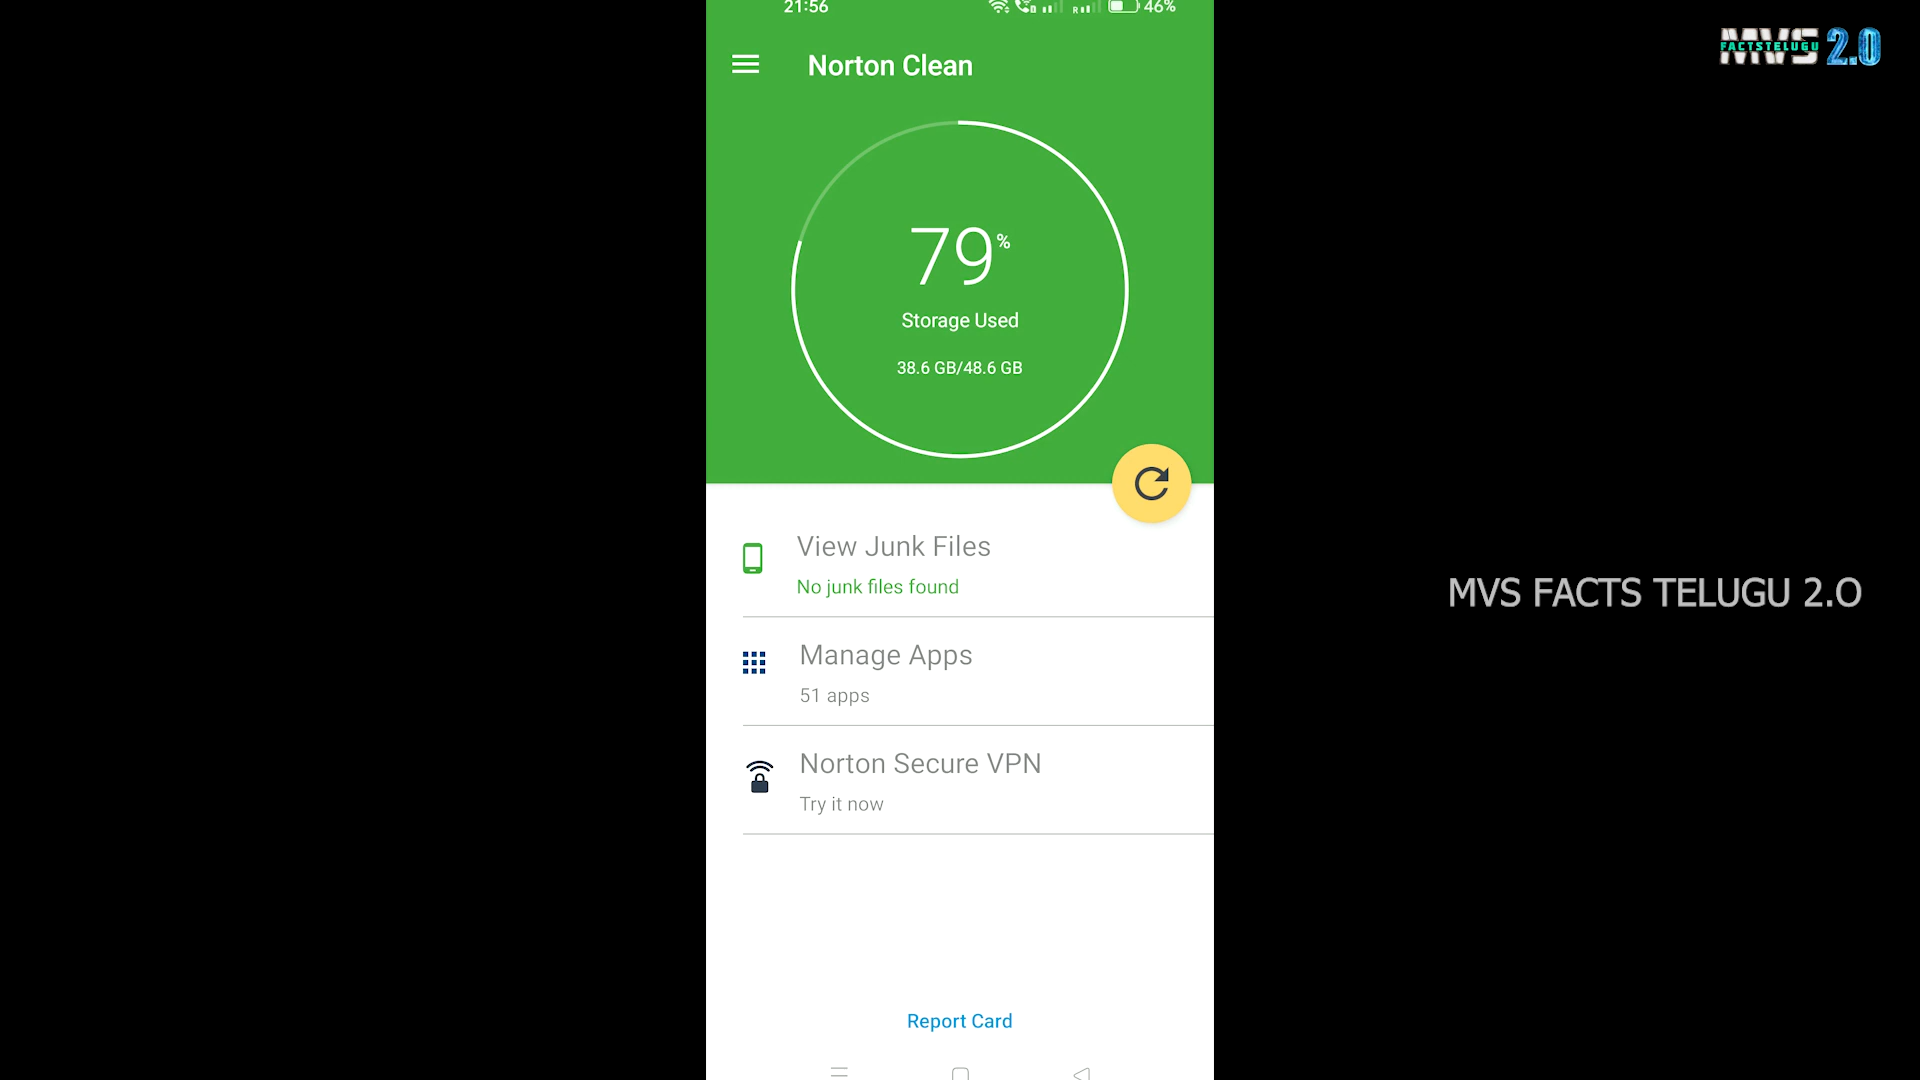 21:56
46%
Norton Clean
MVS 2.0
FACTSTELUGU
79%
Storage Used
38.6 GB/48.6 GB
View Junk Files
No junk files found
MVS FACTS TELUGU 2.O
Manage Apps
51 apps
Norton Secure VPN
Try it now
Report Card